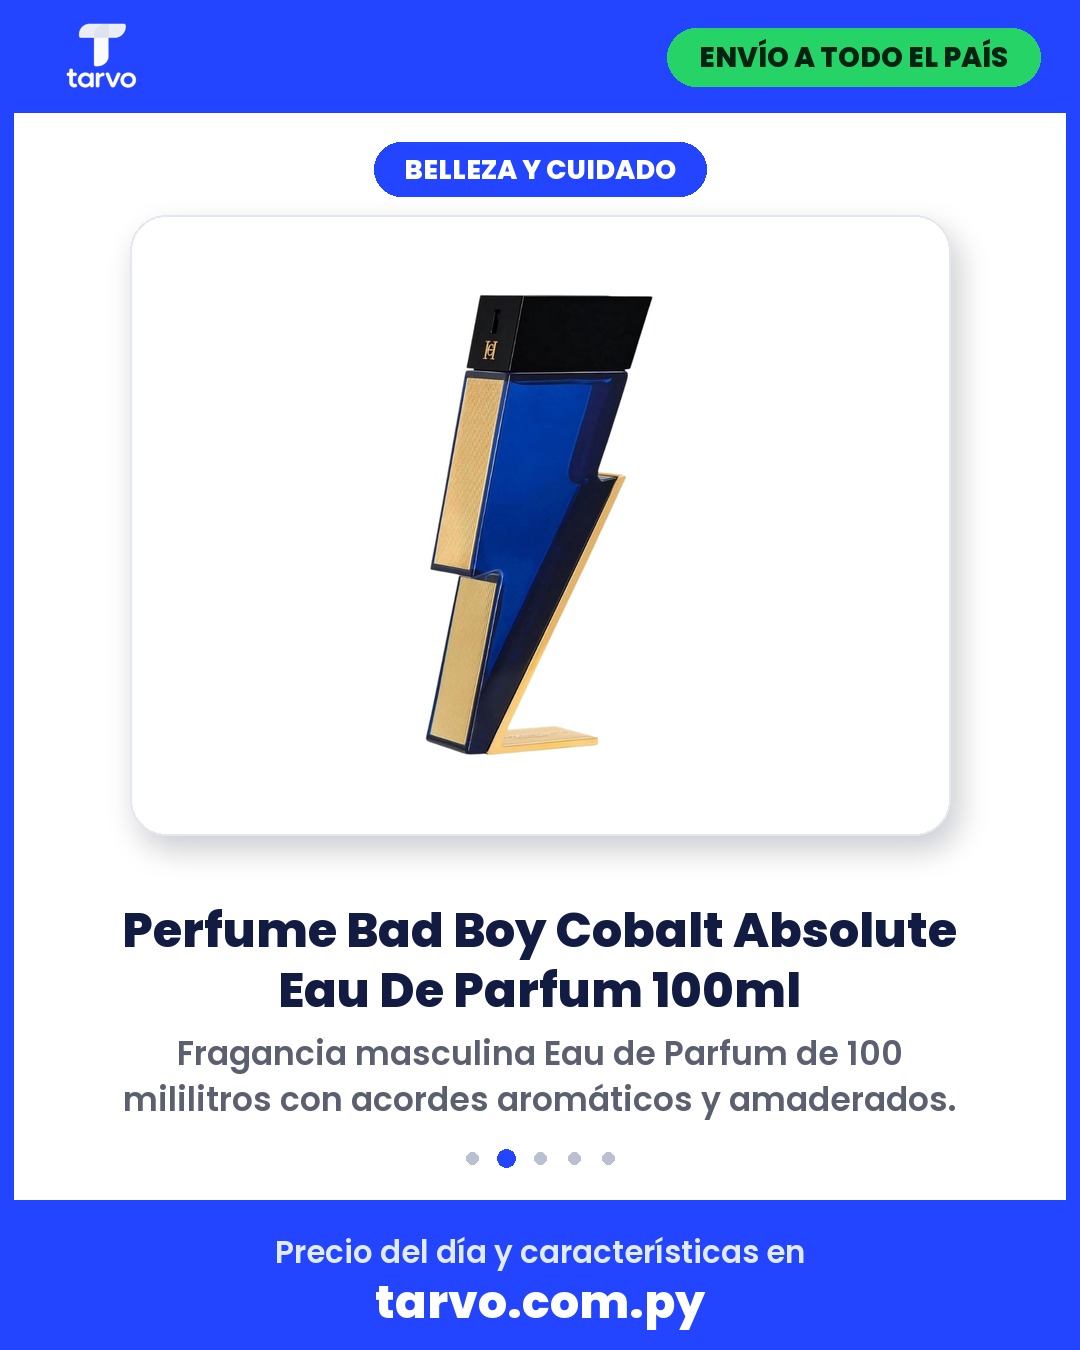 tarvo
ENVÍO A TODO EL PAÍS
BELLEZA Y CUIDADO
Perfume Bad Boy Cobalt Absolute
Eau De Parfum 100ml
Fragancia masculina Eau de Parfum de 100
mililitros con acordes aromáticos y amaderados.
Precio del día y características en
tarvo.com.py